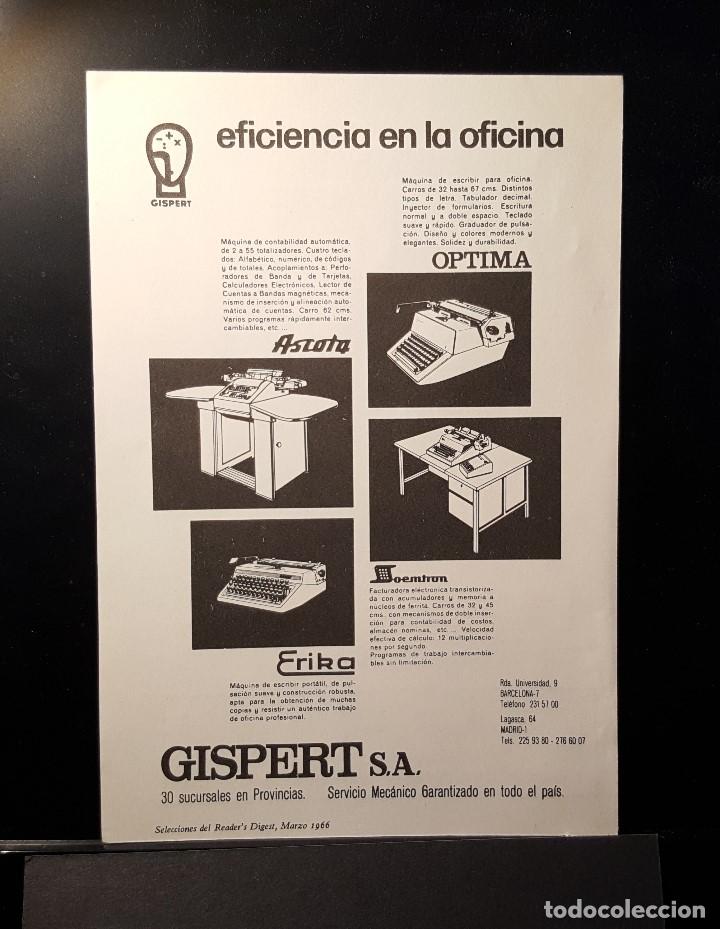 eficiencia en la oficina
GISPERT
Máquina de escribir para oficina.
Carros de 32 hasta 67 cms. Distintos
tipos de letra. Tabulador decimal.
Inyector de formularios. Escritura
normal y a doble espacio. Teclado
suave y rápido. Graduador de pulsa-
ción. Diseño y colores modernos y
elegantes. Solidez y durabilidad.
OPTIMA
Máquina de contabilidad automática,
de 2 a 55 totalizadores. Cuatro tecla-
dos: Alfabético, numérico, de códigos
y de totales. Acoplamientos a: Perfo-
radores de Banda y de Tarjetas,
Calculadores Electrónicos, Lector de
Cuentas a Bandas magnéticas, meca-
nismo de inserción y alineación auto-
mática de cuentas. Carro 62 cms.
Varios programas rápidamente inter-
cambiables, etc. ...
Ascota
Soemtron
Facturadora eléctronica transistoriza-
da con acumuladores y memoria a
núcleos de ferrita. Carros de 32 y 45
cms. con mecanismos de doble inser-
ción para contabilidad de costos,
almacén nominas, etc. ... Velocidad
efectiva de cálculo: 12 multiplicacio-
nes por segundo.
Programas de trabajo intercambia-
bles sin limitación.
Erika
Máquina de escribir portátil, de pul-
sación suave y construcción robusta,
apta para la obtención de muchas
copias y resistir un auténtico trabajo
de oficina profesional.
Rda. Universidad, 9
BARCELONA-7
Teléfono 231 57 00
Lagasca, 64
MADRID-1
Tels. 225 93 80 - 276 60 07
GISPERT S.A.
30 sucursales en Provincias. Servicio Mecánico Garantizado en todo el país.
Selecciones del Reader's Digest, Marzo 1966
todocoleccion